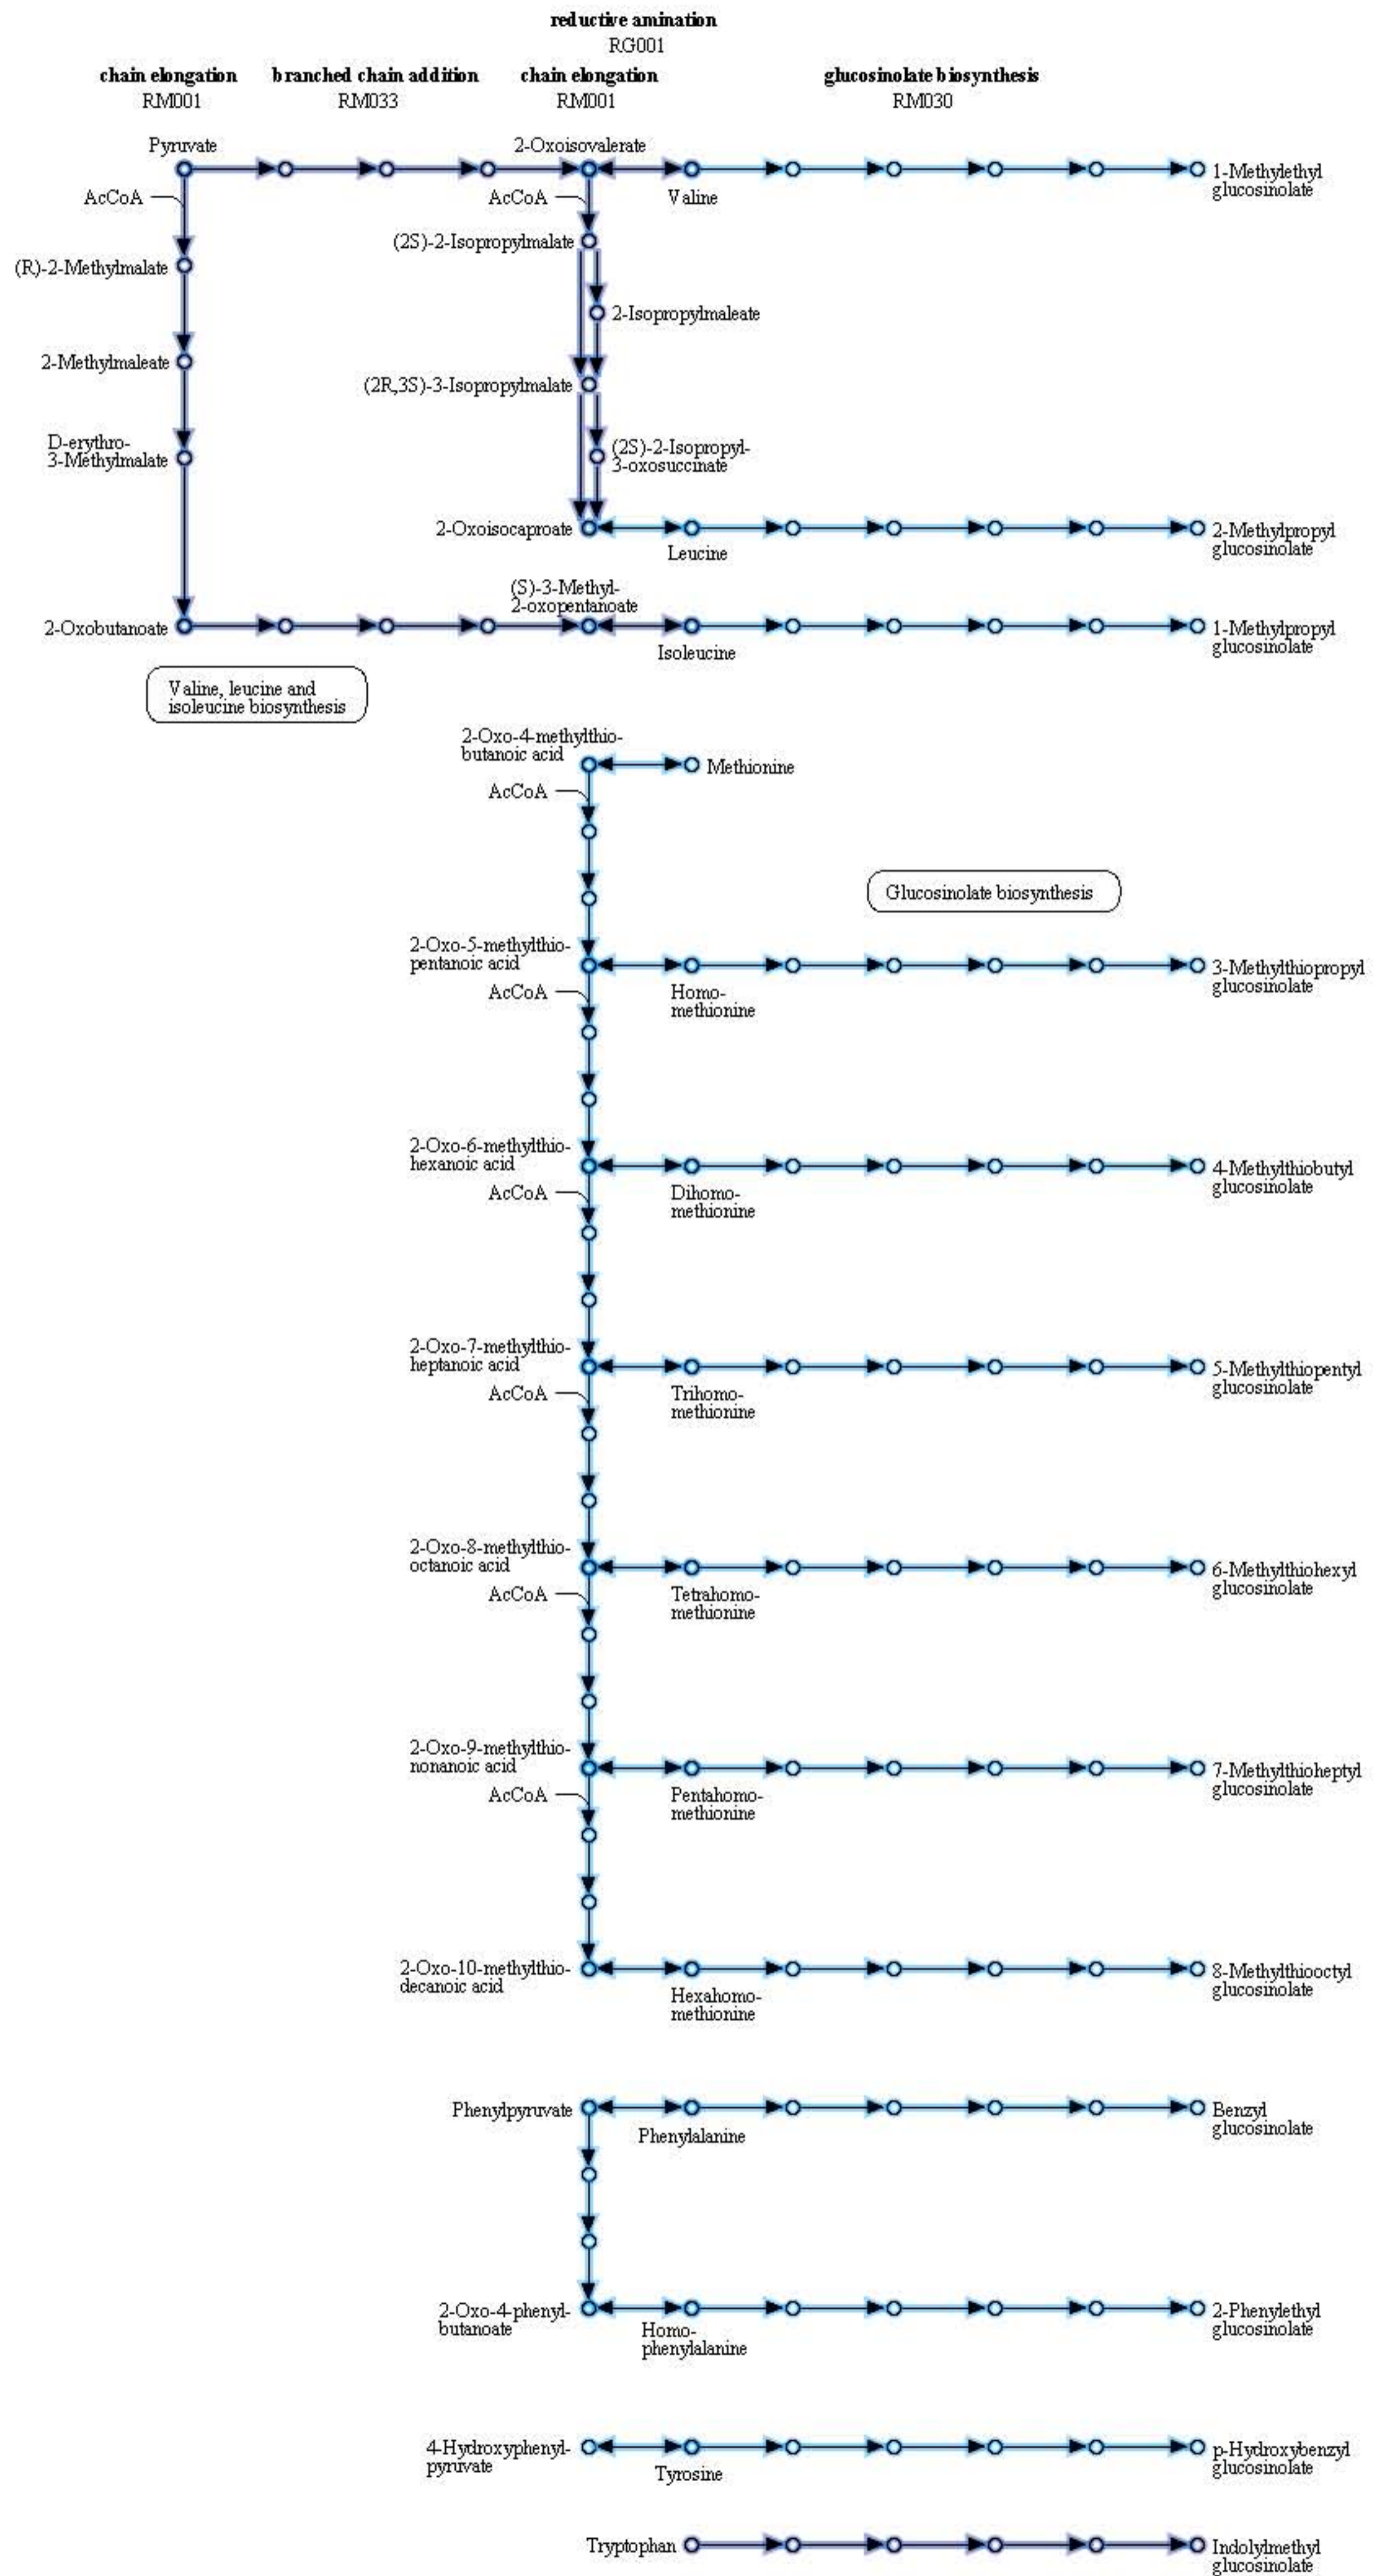 reductive amination
RG001
chain elongation
branched chain addition
chain elongation
glucosinolate biosynthesis
RM001
RM033
RM001
RM030
Pyruvate
2-Oxoisovalerate
AcCoA
AcCoA
Valine
1-Methylethyl
glucosinolate
(2S)-2-Isopropylmalate
(R)-2-Methylmalate
2-Isopropylmaleate
2-Methylmaleate
(2R,3S)-3-Isopropylmalate
D-erythro-
3-Methylmalate
(2S)-2-Isopropyl-
3-oxosuccinate
2-Oxoisocaproate
Leucine
2-Methylpropyl
glucosinolate
(S)-3-Methyl-
2-oxopentanoate
2-Oxobutanoate
Isoleucine
1-Methylpropyl
glucosinolate
Valine, leucine and
isoleucine biosynthesis
2-Oxo-4-methylthio-
butanoic acid
Methionine
AcCoA
Glucosinolate biosynthesis
2-Oxo-5-methylthio-
pentanoic acid
AcCoA
Homo-
methionine
3-Methylthiopropyl
glucosinolate
2-Oxo-6-methylthio-
hexanoic acid
AcCoA
Dihomo-
methionine
4-Methylthiobutyl
glucosinolate
2-Oxo-7-methylthio-
heptanoic acid
AcCoA
Trihomo-
methionine
5-Methylthiopentyl
glucosinolate
2-Oxo-8-methylthio-
octanoic acid
AcCoA
Tetrahomo-
methionine
6-Methylthiohexyl
glucosinolate
2-Oxo-9-methylthio-
nonanoic acid
AcCoA
Pentahomo-
methionine
7-Methylthioheptyl
glucosinolate
2-Oxo-10-methylthio-
decanoic acid
Hexahomo-
methionine
8-Methylthiooctyl
glucosinolate
Phenylpyruvate
Phenylalanine
Benzyl
glucosinolate
2-Oxo-4-phenyl-
butanoate
Homo-
phenylalanine
2-Phenylethyl
glucosinolate
4-Hydroxyphenyl-
pyruvate
Tyrosine
p-Hydroxybenzyl
glucosinolate
Tryptophan
Indolylmethyl
glucosinolate